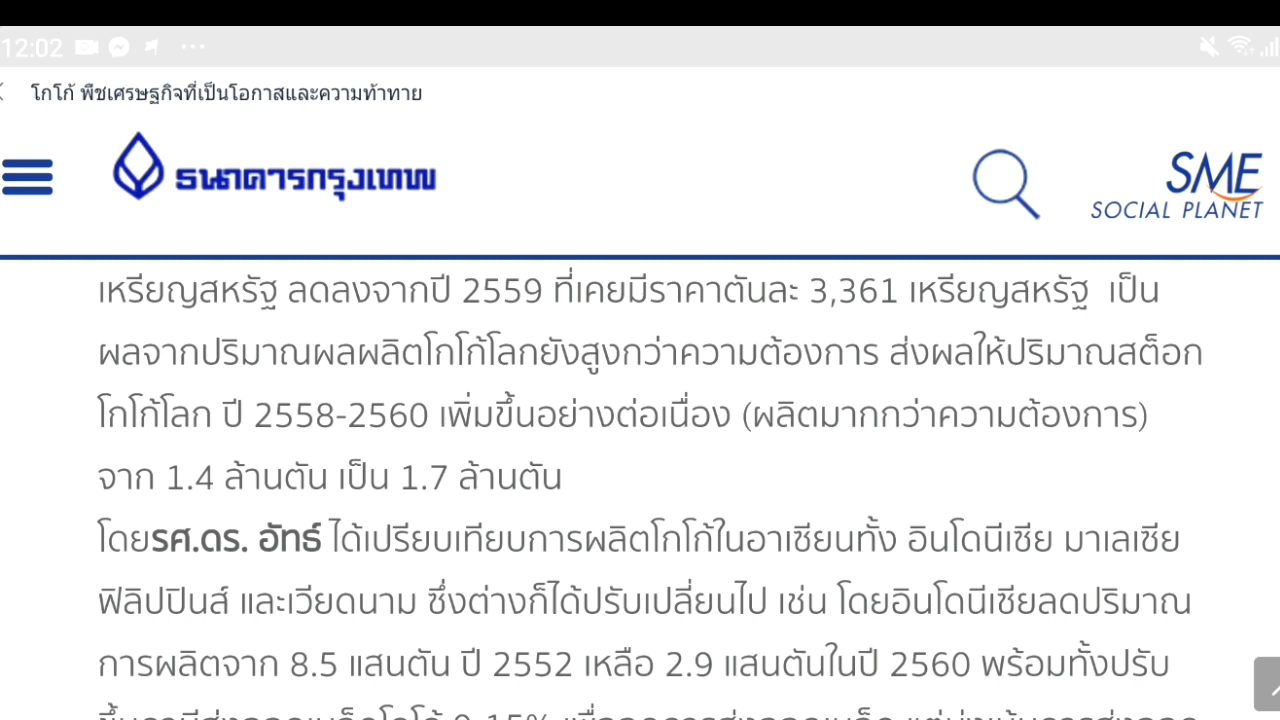 12:02
โกโก้ พืชเศรษฐกิจที่เป็นโอกาสและความท้าทาย
ธนาคารกรุงเทพ
SME
SOCIAL PLANET
เหรียญสหรัฐ ลดลงจากปี 2559 ที่เคยมีราคาตันละ 3,361 เหรียญสหรัฐ เป็น
ผลจากปริมาณผลผลิตโกโก้โลกยังสูงกว่าความต้องการ ส่งผลให้ปริมาณสต็อก
โกโก้โลก ปี 2558-2560 เพิ่มขึ้นอย่างต่อเนื่อง (ผลิตมากกว่าความต้องการ)
จาก 1.4 ล้านตัน เป็น 1.7 ล้านตัน
โดยรศ.ดร. อัทธ์ ได้เปรียบเทียบการผลิตโกโก้ในอาเซียนทั้ง อินโดนีเซีย มาเลเซีย
ฟิลิปปินส์ และเวียดนาม ซึ่งต่างก็ได้ปรับเปลี่ยนไป เช่น โดยอินโดนีเซียลดปริมาณ
การผลิตจาก 8.5 แสนตัน ปี 2552 เหลือ 2.9 แสนตันในปี 2560 พร้อมทั้งปรับ